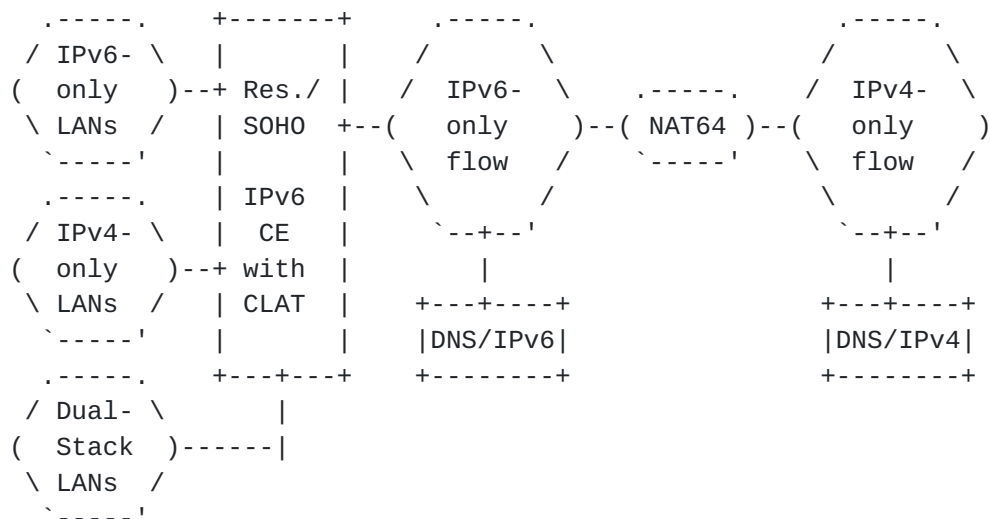 .-----.    +-------+     .-----.                   .-----.
 / IPv6- \   |       |    /       \                 /       \
(  only   )--+ Res./ |   /  IPv6-  \    .-----.    /  IPv4-  \
 \ LANs  /   | SOHO  +--(   only    )--( NAT64 )--(   only    )
  `-----'    |       |   \  flow   /    `-----'    \  flow   /
  .-----.    | IPv6  |    \       /                 \       /
 / IPv4- \   |  CE   |     `--+--'                   `--+--'
(  only   )--+ with  |        |                         |
 \ LANs  /   | CLAT  |    +---+----+                +---+----+
  `-----'    |       |    |DNS/IPv6|                |DNS/IPv4|
  .-----.    +---+---+    +--------+                +--------+
 / Dual- \       |
(  Stack  )------|
 \ LANs  /
  `-----'